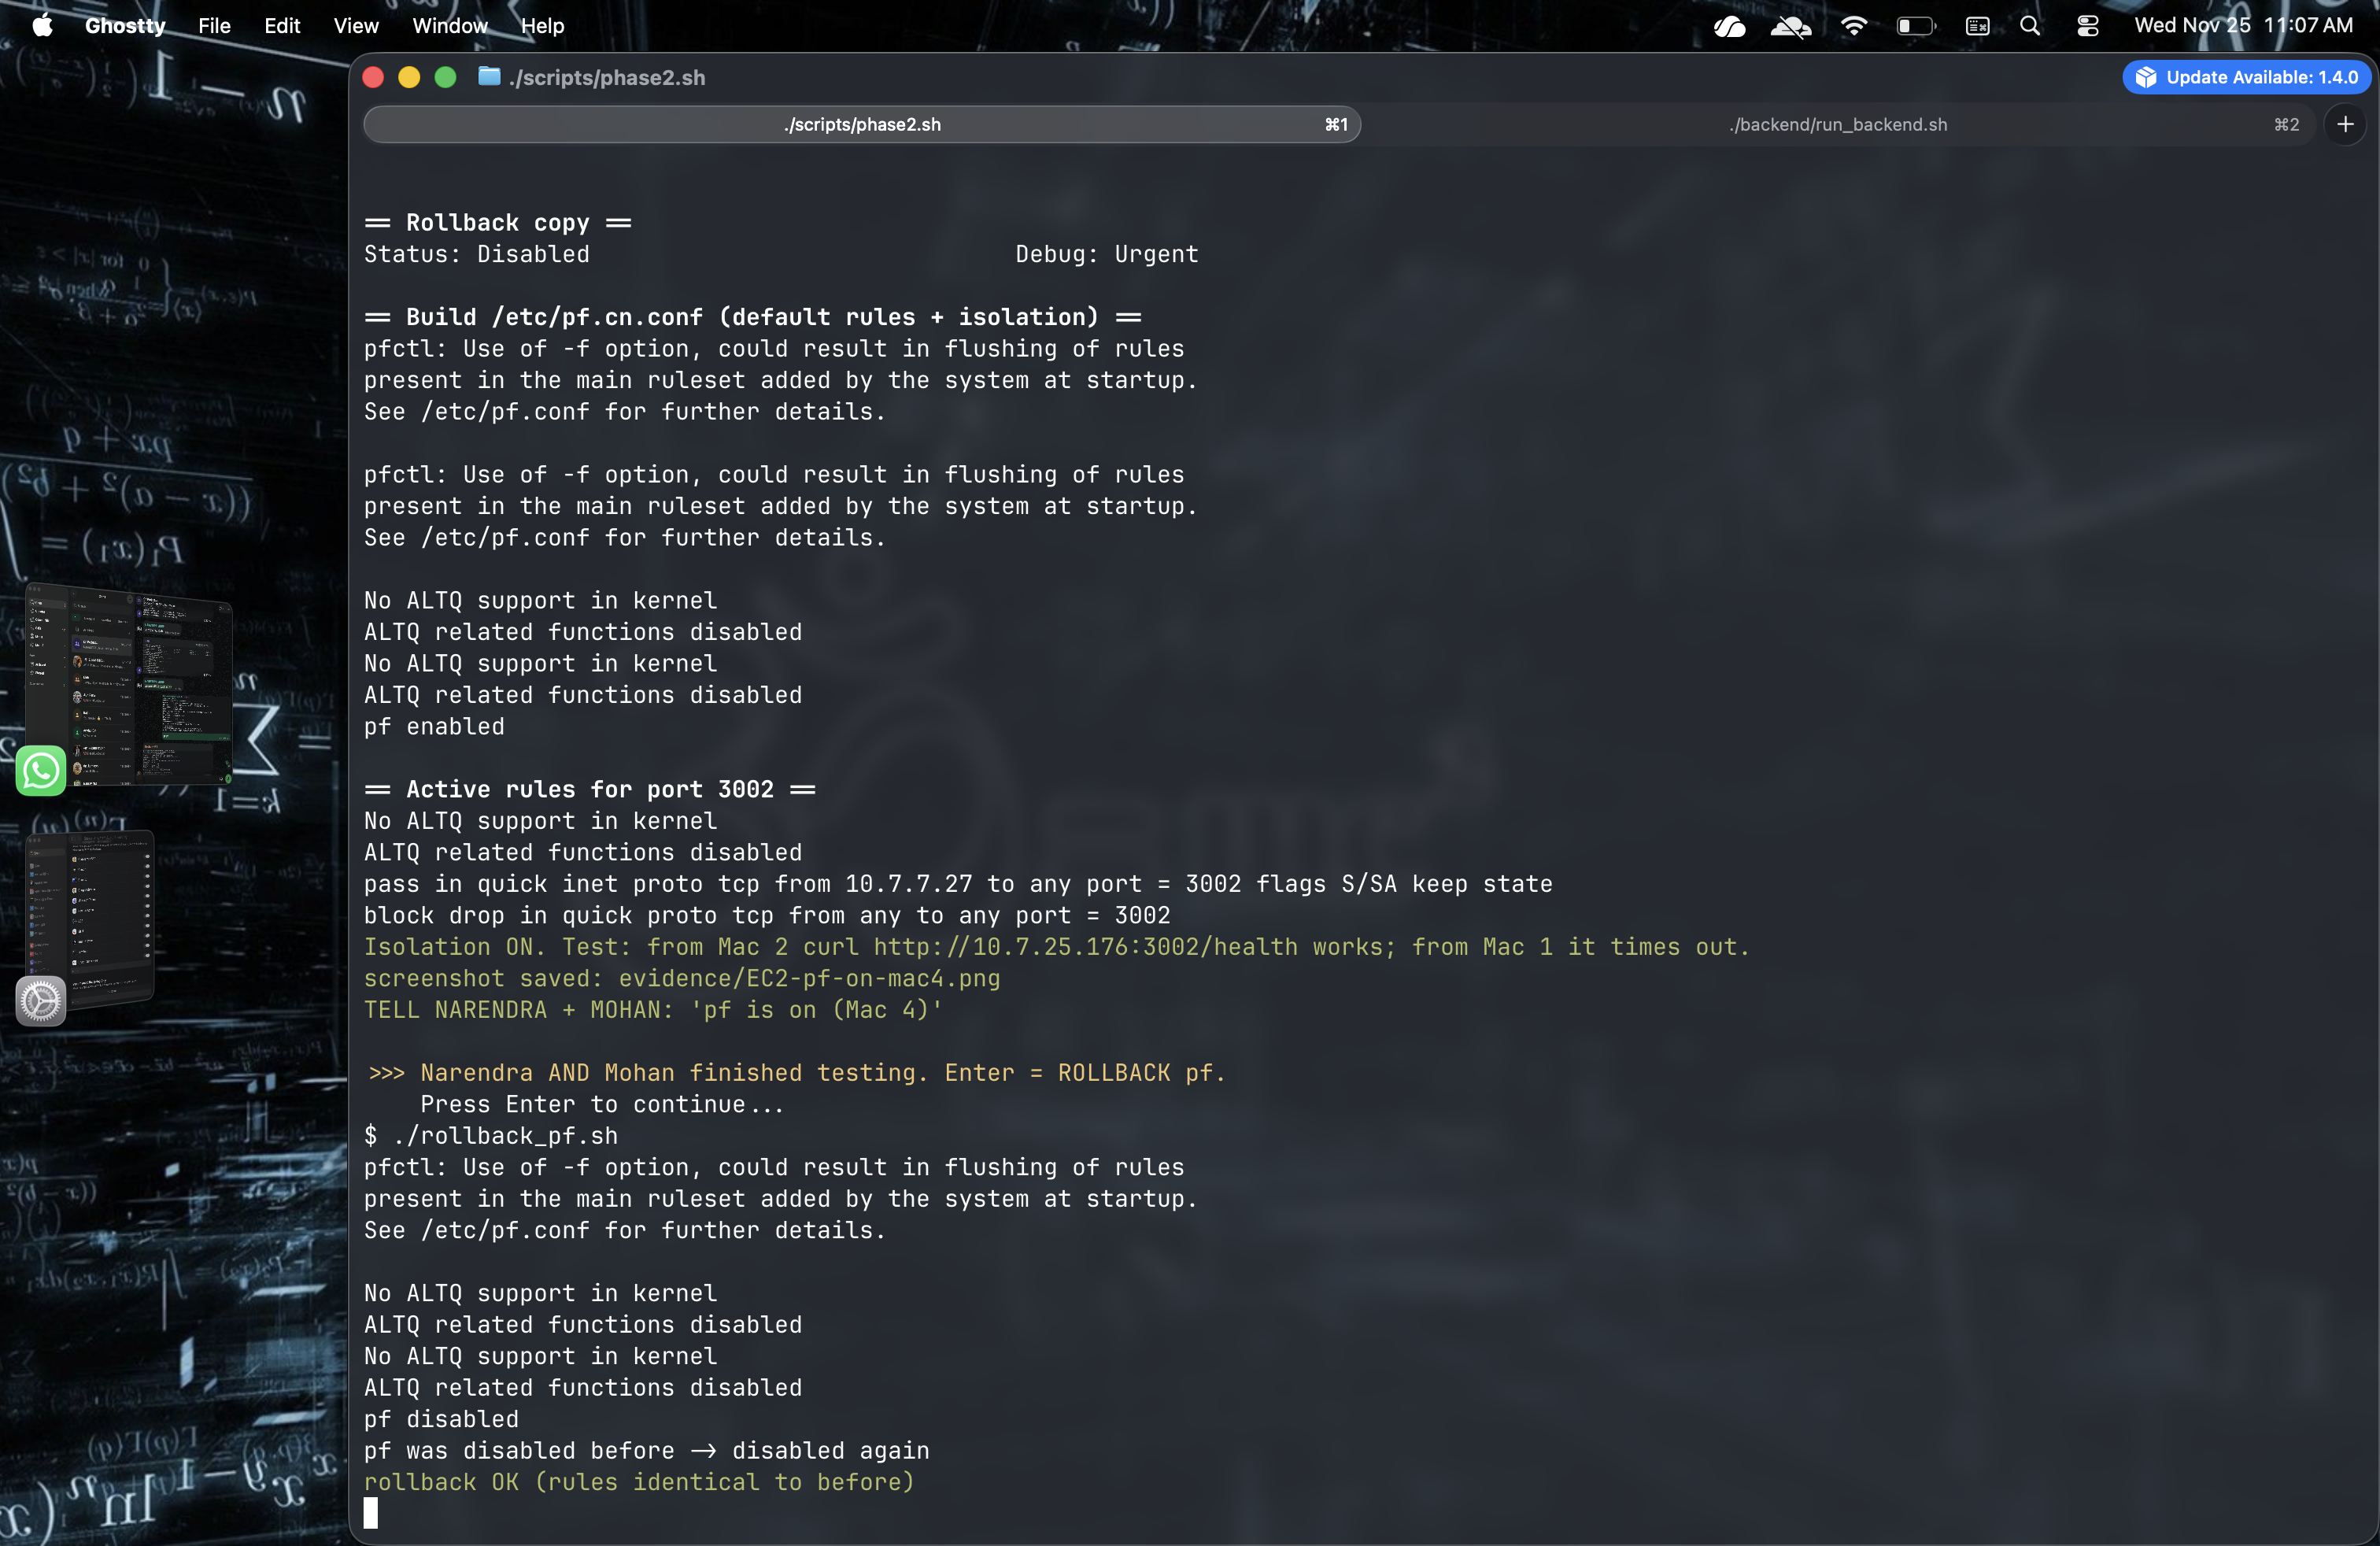 Ghostty File Edit View Window Help Wed Nov 25 11:07 AM
./scripts/phase2.sh
Update Available: 1.4.0
./scripts/phase2.sh ⌘1 ./backend/run_backend.sh ⌘2 +
== Rollback copy ==
Status: Disabled Debug: Urgent
== Build /etc/pf.cn.conf (default rules + isolation) ==
pfctl: Use of -f option, could result in flushing of rules
present in the main ruleset added by the system at startup.
See /etc/pf.conf for further details.
pfctl: Use of -f option, could result in flushing of rules
present in the main ruleset added by the system at startup.
See /etc/pf.conf for further details.
No ALTQ support in kernel
ALTQ related functions disabled
No ALTQ support in kernel
ALTQ related functions disabled
pf enabled
== Active rules for port 3002 ==
No ALTQ support in kernel
ALTQ related functions disabled
pass in quick inet proto tcp from 10.7.7.27 to any port = 3002 flags S/SA keep state
block drop in quick proto tcp from any to any port = 3002
Isolation ON. Test: from Mac 2 curl http://10.7.25.176:3002/health works; from Mac 1 it times out.
screenshot saved: evidence/EC2-pf-on-mac4.png
TELL NARENDRA + MOHAN: 'pf is on (Mac 4)'
>>> Narendra AND Mohan finished testing. Enter = ROLLBACK pf.
Press Enter to continue...
$ ./rollback_pf.sh
pfctl: Use of -f option, could result in flushing of rules
present in the main ruleset added by the system at startup.
See /etc/pf.conf for further details.
No ALTQ support in kernel
ALTQ related functions disabled
No ALTQ support in kernel
ALTQ related functions disabled
pf disabled
pf was disabled before -> disabled again
rollback OK (rules identical to before)